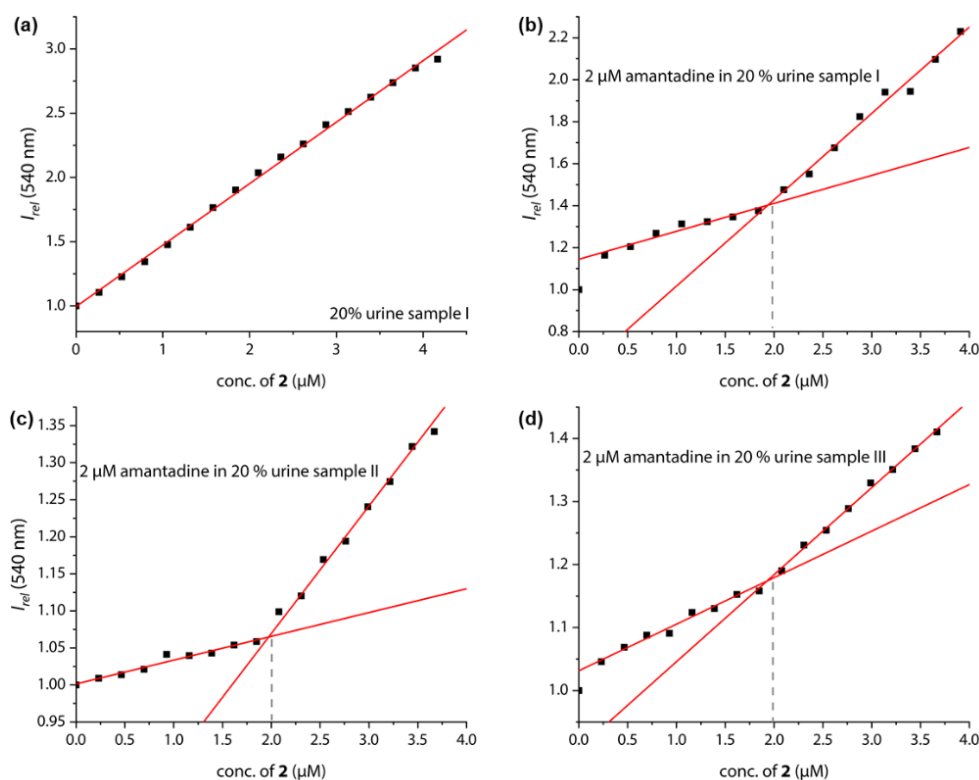 (a)
3.0
2.5
2.0
1.5
1.0
I_rel (540 nm)
20% urine sample I
0 1 2 3 4
conc. of 2 (μM)
(b)
2.2
2.0
1.8
1.6
1.4
1.2
1.0
0.8
I_rel (540 nm)
2 μM amantadine in 20 % urine sample I
0.0 0.5 1.0 1.5 2.0 2.5 3.0 3.5 4.0
conc. of 2 (μM)
(c)
1.35
1.30
1.25
1.20
1.15
1.10
1.05
1.00
0.95
I_rel (540 nm)
2 μM amantadine in 20 % urine sample II
0.0 0.5 1.0 1.5 2.0 2.5 3.0 3.5 4.0
conc. of 2 (μM)
(d)
1.4
1.3
1.2
1.1
1.0
I_rel (540 nm)
2 μM amantadine in 20 % urine sample III
0.0 0.5 1.0 1.5 2.0 2.5 3.0 3.5 4.0
conc. of 2 (μM)